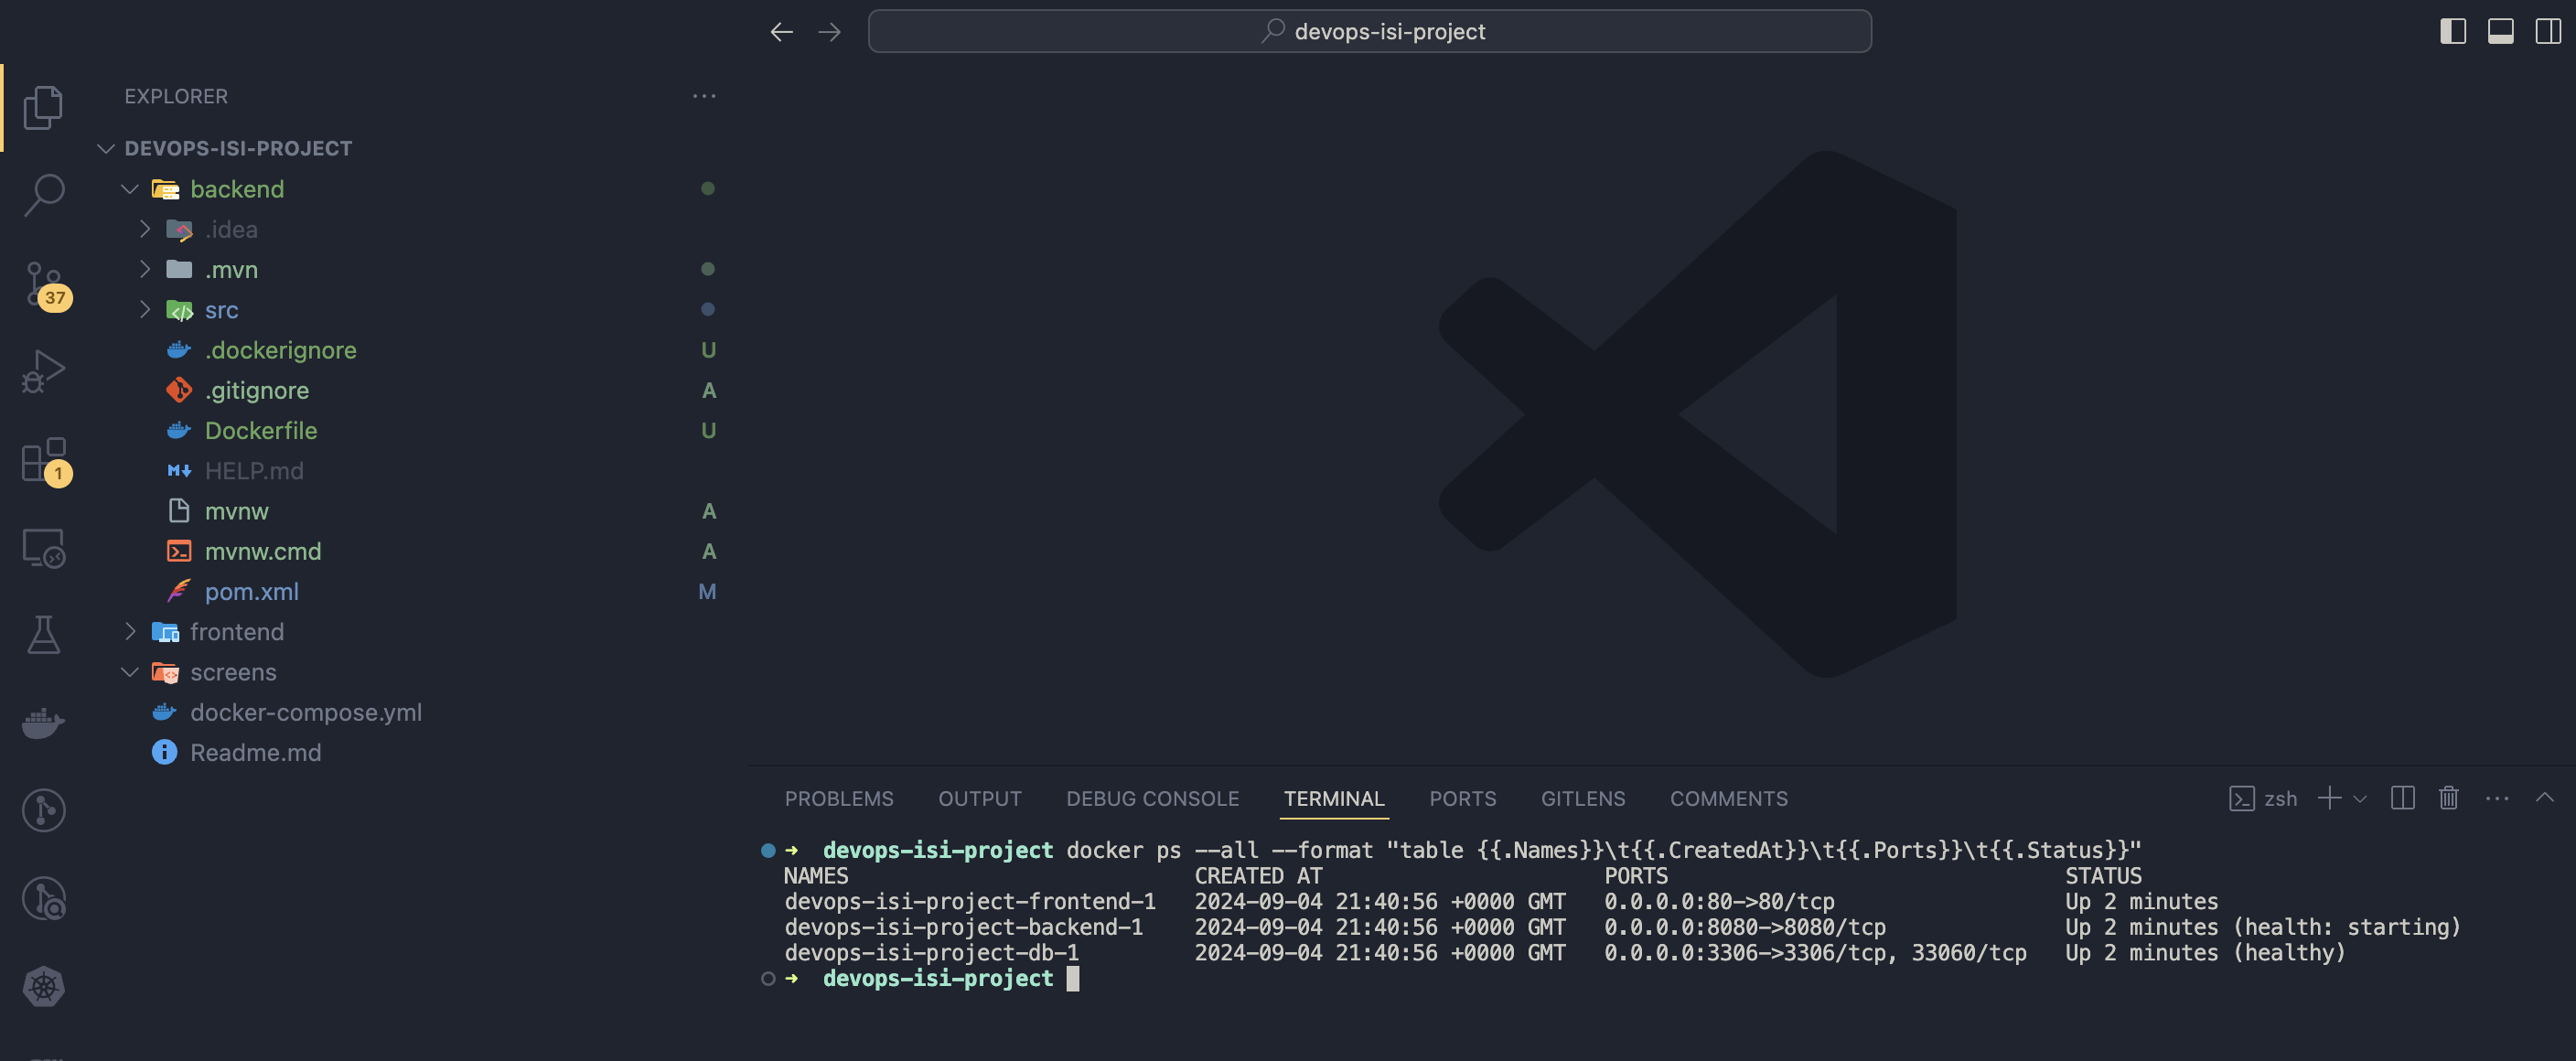 devops-isi-project
EXPLORER
DEVOPS-ISI-PROJECT
backend
.idea
.mvn
37
src
.dockerignore U
.gitignore A
Dockerfile U
1
HELP.md
mvnw A
mvnw.cmd A
pom.xml M
frontend
screens
docker-compose.yml
Readme.md
PROBLEMS OUTPUT DEBUG CONSOLE TERMINAL PORTS GITLENS COMMENTS zsh
➜ devops-isi-project docker ps --all --format "table {{.Names}}\t{{.CreatedAt}}\t{{.Ports}}\t{{.Status}}"
NAMES CREATED AT PORTS STATUS
devops-isi-project-frontend-1 2024-09-04 21:40:56 +0000 GMT 0.0.0.0:80->80/tcp Up 2 minutes
devops-isi-project-backend-1 2024-09-04 21:40:56 +0000 GMT 0.0.0.0:8080->8080/tcp Up 2 minutes (health: starting)
devops-isi-project-db-1 2024-09-04 21:40:56 +0000 GMT 0.0.0.0:3306->3306/tcp, 33060/tcp Up 2 minutes (healthy)
➜ devops-isi-project